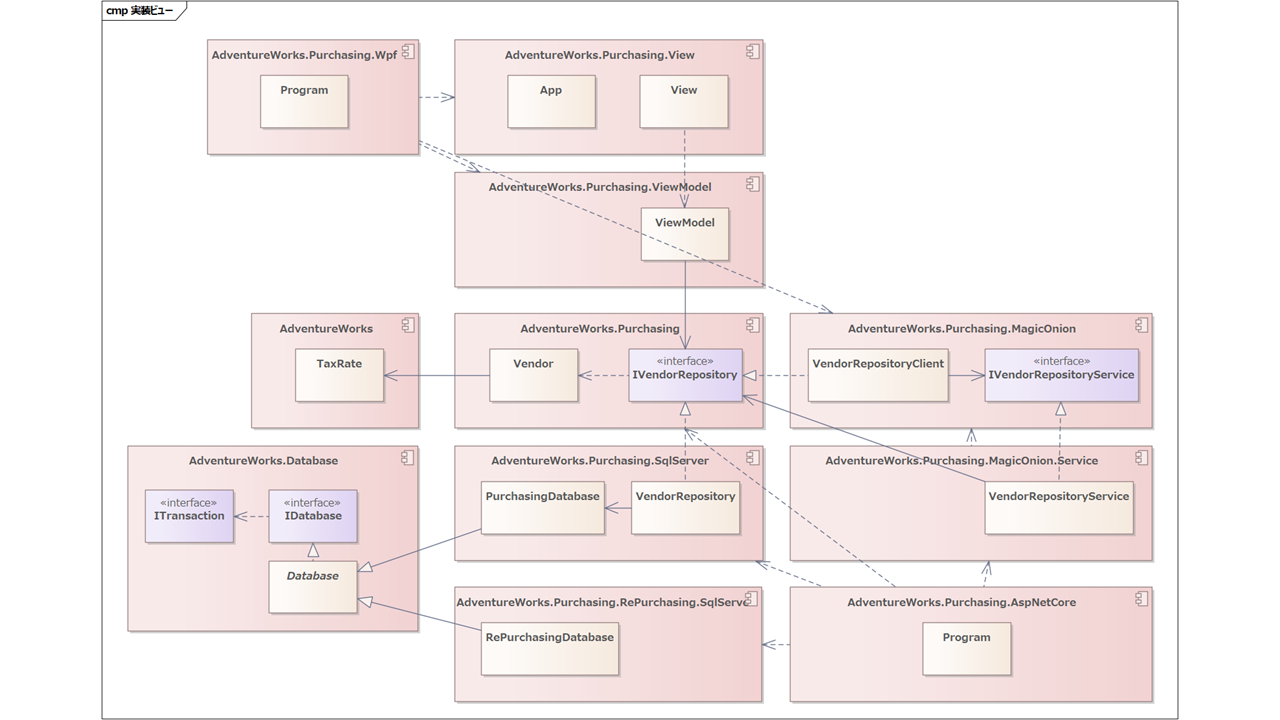 cmp 実装ビュー
AdventureWorks.Purchasing.Wpf
Program
AdventureWorks.Purchasing.View
App
View
AdventureWorks.Purchasing.ViewModel
ViewModel
AdventureWorks
TaxRate
AdventureWorks.Purchasing
Vendor
«interface»
IVendorRepository
AdventureWorks.Purchasing.MagicOnion
VendorRepositoryClient
«interface»
IVendorRepositoryService
AdventureWorks.Database
«interface»
ITransaction
«interface»
IDatabase
Database
AdventureWorks.Purchasing.SqlServer
PurchasingDatabase
VendorRepository
AdventureWorks.Purchasing.MagicOnion.Service
VendorRepositoryService
AdventureWorks.Purchasing.RePurchasing.SqlServe
RePurchasingDatabase
AdventureWorks.Purchasing.AspNetCore
Program